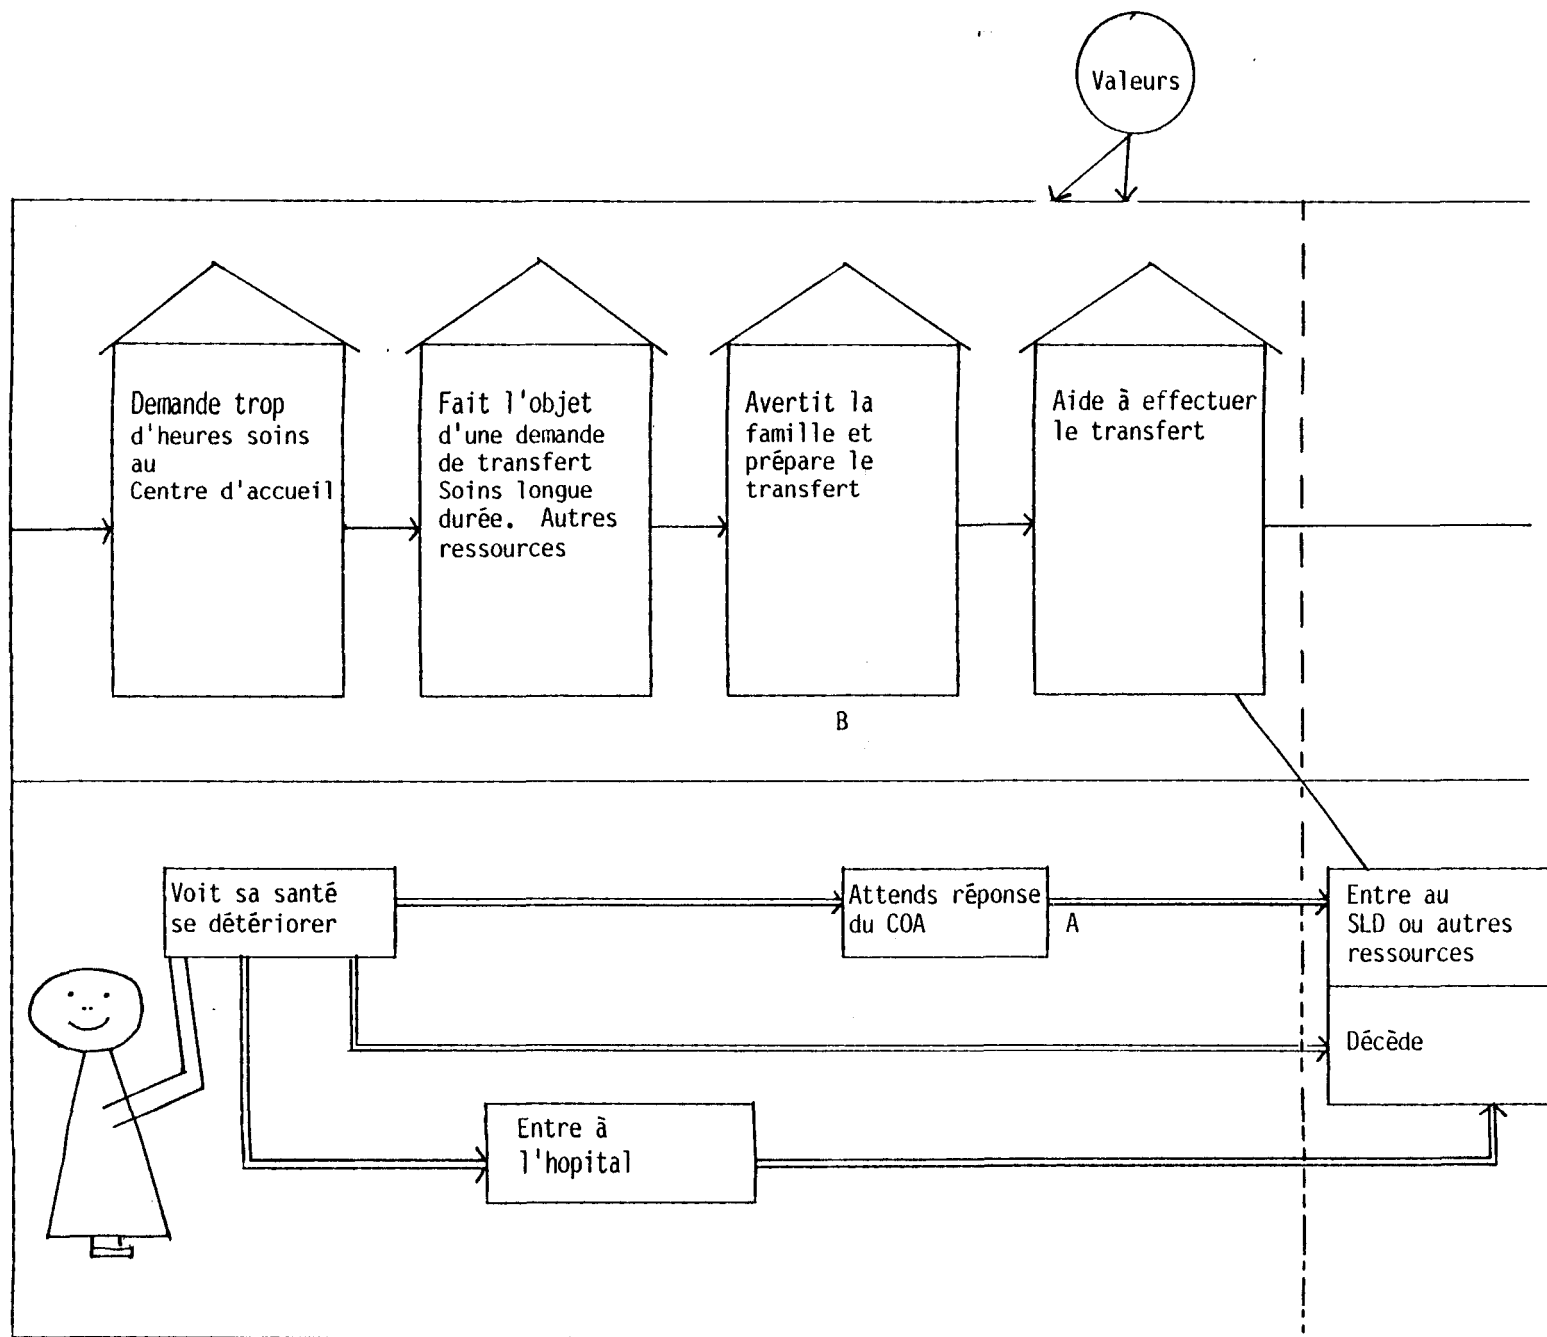 Valeurs
Demande trop
d'heures soins
au
Centre d'accueil
Fait l'objet
d'une demande
de transfert
Soins longue
durée. Autres
ressources
Avertit la
famille et
prépare le
transfert
Aide à effectuer
le transfert
B
Voit sa santé
se détériorer
Attends réponse
du COA
A
Entre au
SLD ou autres
ressources
Décède
Entre à
l'hopital